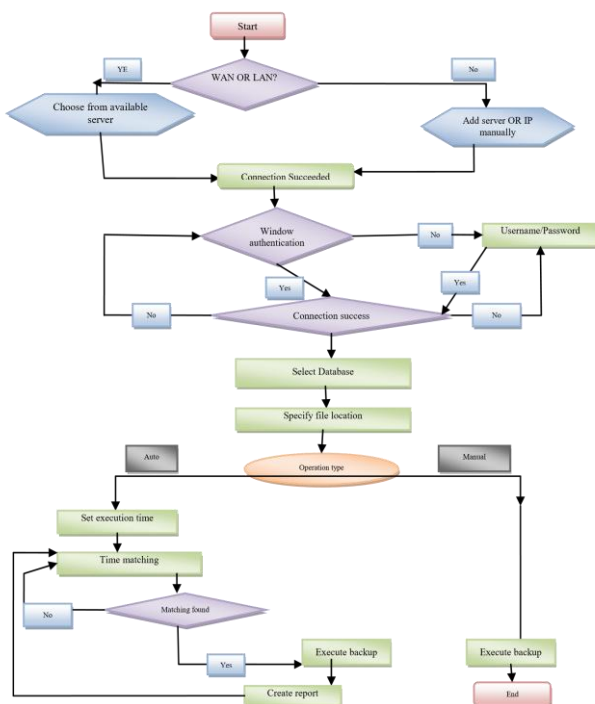 Start
YE
WAN OR LAN?
No
Choose from available
server
Add server OR IP
manually
Connection Succeeded
Window
authentication
No
Username/Password
Yes
Yes
No
Connection success
No
Select Database
Specify file location
Auto
Operation type
Manual
Set execution time
Time matching
No
Matching found
Yes
Execute backup
Execute backup
Create report
End